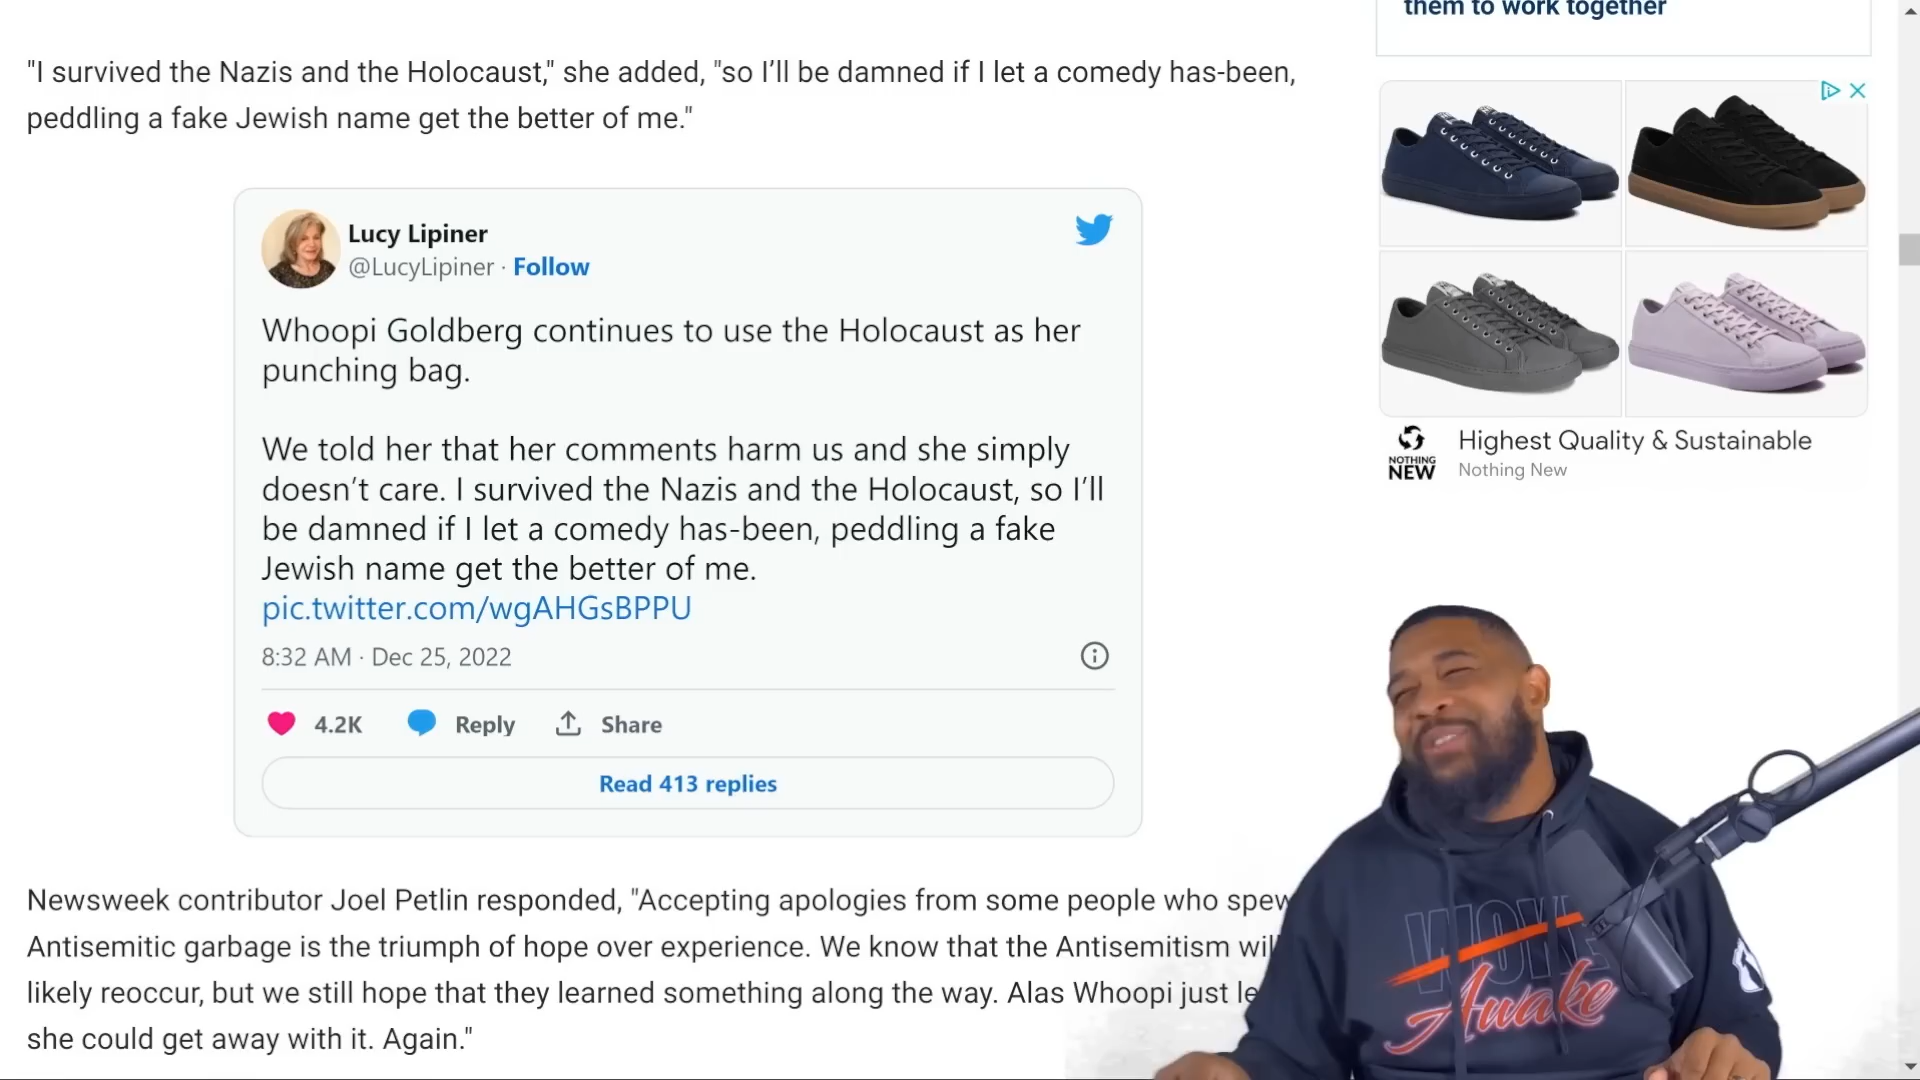 them to work together
"I survived the Nazis and the Holocaust," she added, "so I’ll be damned if I let a comedy has-been,
peddling a fake Jewish name get the better of me."
Lucy Lipiner
@LucyLipiner · Follow
Whoopi Goldberg continues to use the Holocaust as her
punching bag.
We told her that her comments harm us and she simply
doesn’t care. I survived the Nazis and the Holocaust, so I’ll
be damned if I let a comedy has-been, peddling a fake
Jewish name get the better of me.
pic.twitter.com/wgAHGsBPPU
8:32 AM · Dec 25, 2022
4.2K Reply Share
Read 413 replies
NOTHING
NEW
Highest Quality & Sustainable
Nothing New
Newsweek contributor Joel Petlin responded, "Accepting apologies from some people who spew
Antisemitic garbage is the triumph of hope over experience. We know that the Antisemitism will
likely reoccur, but we still hope that they learned something along the way. Alas Whoopi just
she could get away with it. Again."
WOKE
Awake